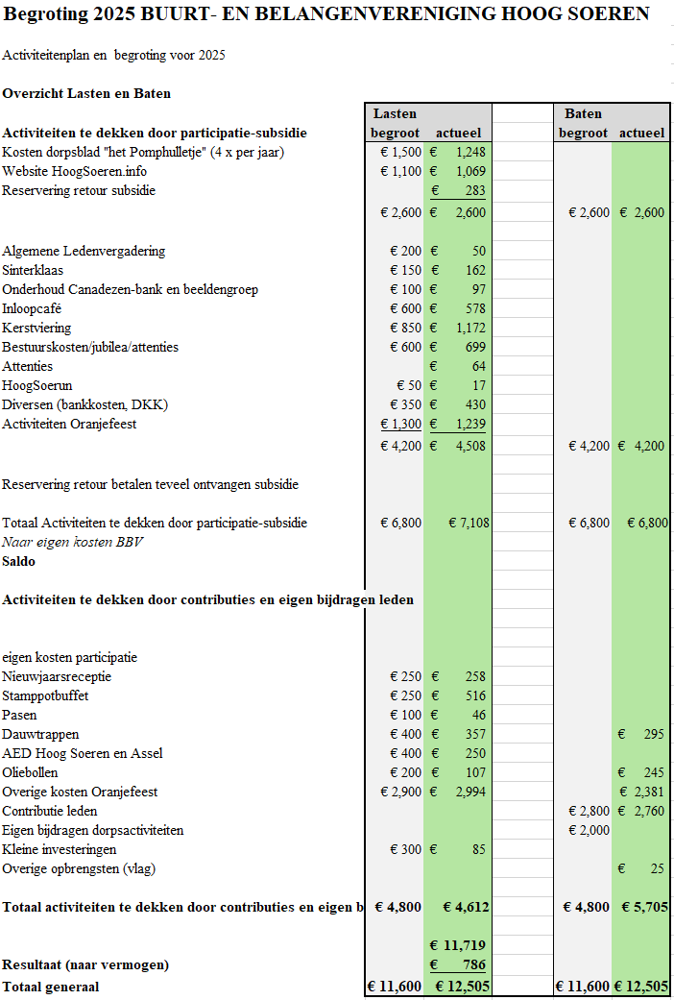 Begroting 2025 BUURT- EN BELANGENVERENIGING HOOG SOEREN
Activiteitenplan en  begroting voor 2025
Overzicht Lasten en Baten
Lasten Baten
Activiteiten te dekken door participatie-subsidie begroot actueel begroot actueel
Kosten dorpsblad "het Pomphulletje" (4 x per jaar) € 1,500 € 1,248
Website HoogSoeren.info € 1,100 € 1,069
Reservering retour subsidie € 283
€ 2,600 € 2,600 € 2,600 € 2,600
Algemene Ledenvergadering € 200 € 50
Sinterklaas € 150 € 162
Onderhoud Canadezen-bank en beeldengroep € 100 € 97
Inloopcafé € 600 € 578
Kerstviering € 850 € 1,172
Bestuurskosten/jubilea/attenties € 600 € 699
Attenties € 64
HoogSoerun € 50 € 17
Diversen (bankkosten, DKK) € 350 € 430
Activiteiten Oranjefeest € 1,300 € 1,239
€ 4,200 € 4,508 € 4,200 € 4,200
Reservering retour betalen teveel ontvangen subsidie
Totaal Activiteiten te dekken door participatie-subsidie € 6,800 € 7,108 € 6,800 € 6,800
Naar eigen kosten BBV
Saldo
Activiteiten te dekken door contributies en eigen bijdragen leden
eigen kosten participatie
Nieuwjaarsreceptie € 250 € 258
Stamppotbuffet € 250 € 516
Pasen € 100 € 46
Dauwtrappen € 400 € 357 € 295
AED Hoog Soeren en Assel € 400 € 250
Oliebollen € 200 € 107 € 245
Overige kosten Oranjefeest € 2,900 € 2,994 € 2,381
Contributie leden € 2,800 € 2,760
Eigen bijdragen dorpsactiviteiten € 2,000
Kleine investeringen € 300 € 85
Overige opbrengsten (vlag) € 25
Totaal activiteiten te dekken door contributies en eigen b € 4,800 € 4,612 € 4,800 € 5,705
€ 11,719
Resultaat (naar vermogen) € 786
Totaal generaal € 11,600 € 12,505 € 11,600 € 12,505